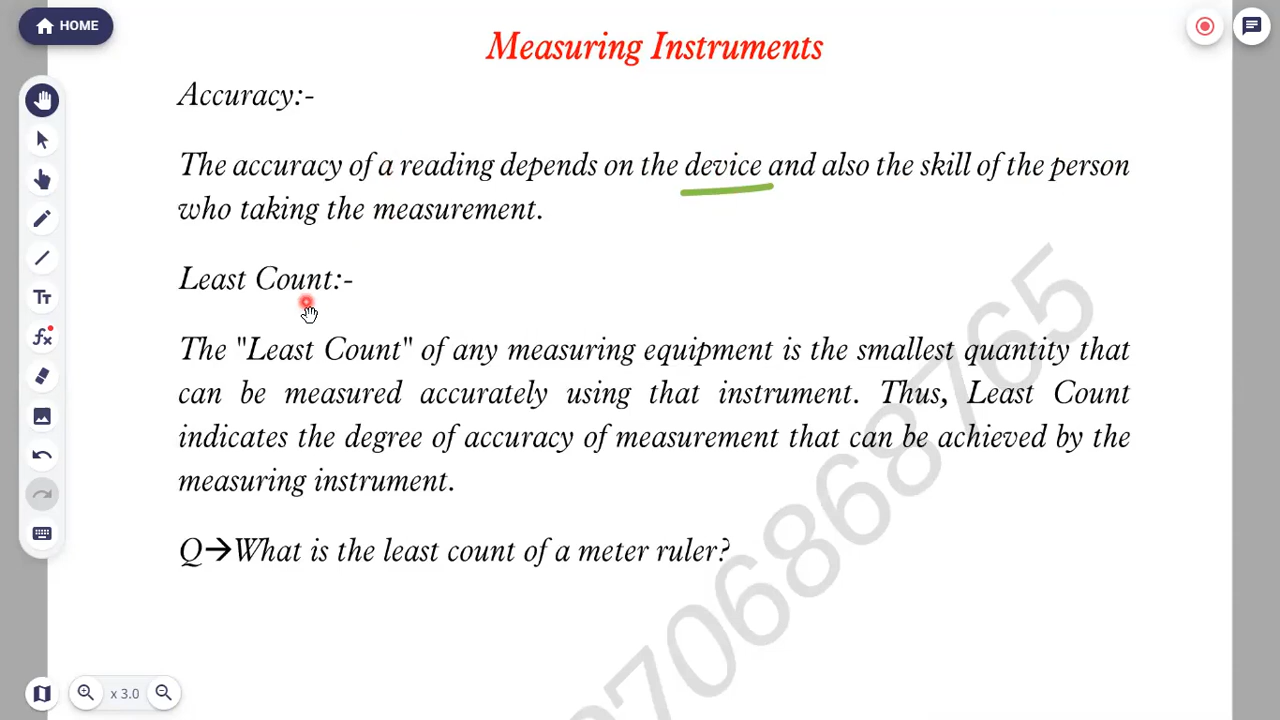 HOME
Measuring Instruments
Accuracy:-
The accuracy of a reading depends on the device and also the skill of the person
who taking the measurement.
Least Count:-
The "Least Count" of any measuring equipment is the smallest quantity that
can be measured accurately using that instrument. Thus, Least Count
indicates the degree of accuracy of measurement that can be achieved by the
measuring instrument.
Q→What is the least count of a meter ruler?
Tт
fx
x 3.0
706868765